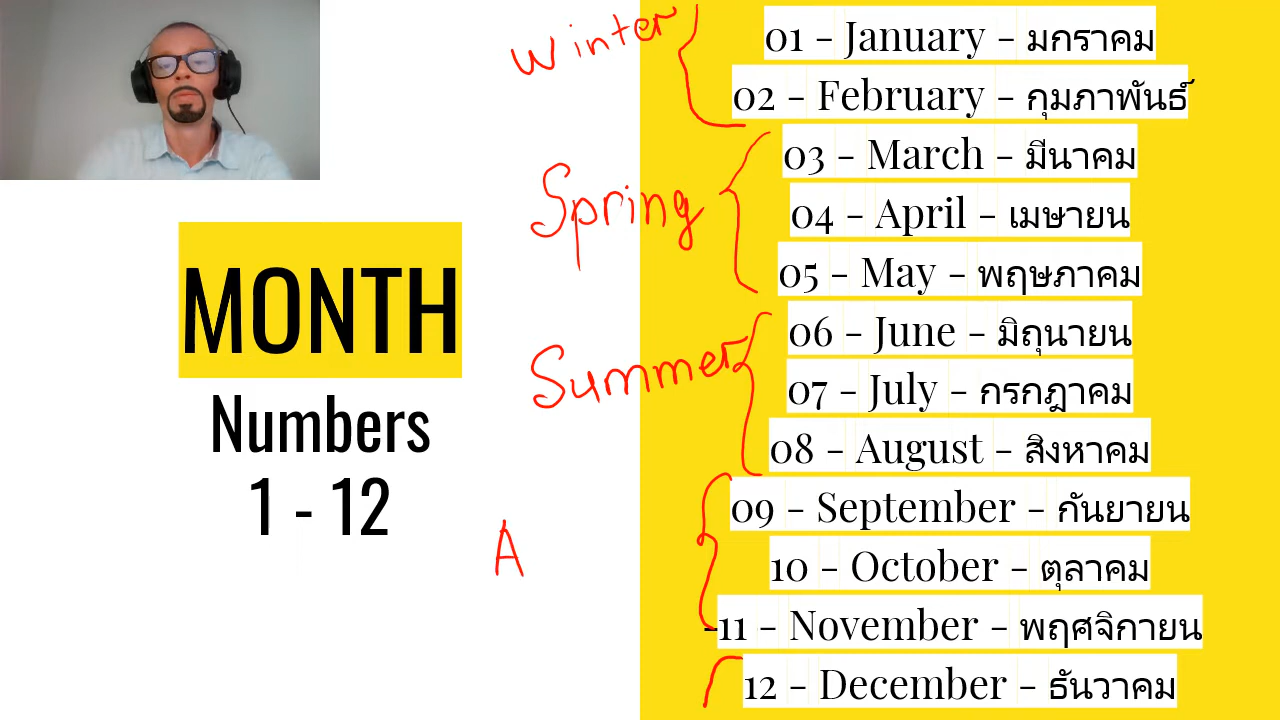 MONTH
Numbers
1 - 12
Winter
Spring
Summer
A
01 - January - มกราคม
02 - February - กุมภาพันธ์
03 - March - มีนาคม
04 - April - เมษายน
05 - May - พฤษภาคม
06 - June - มิถุนายน
07 - July - กรกฎาคม
08 - August - สิงหาคม
09 - September - กันยายน
10 - October - ตุลาคม
-11 - November - พฤศจิกายน
12 - December - ธันวาคม